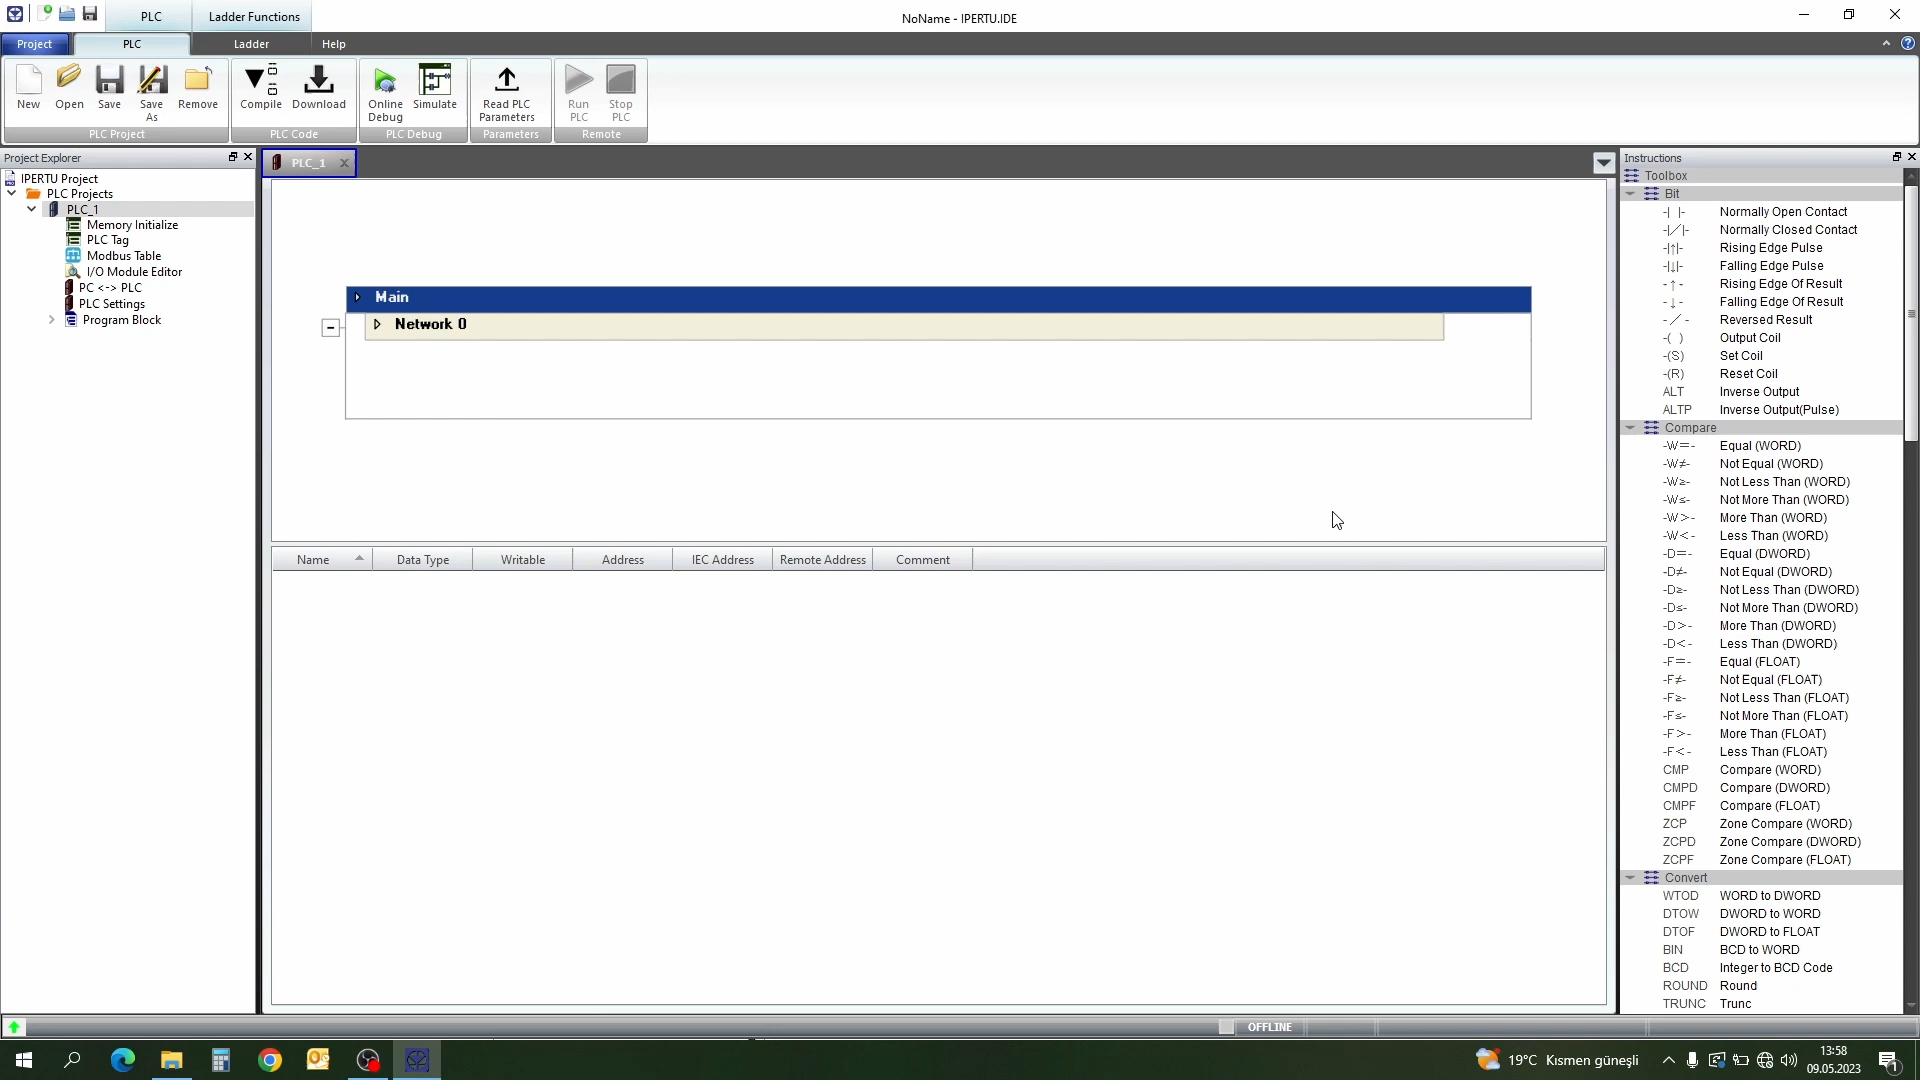 PLC
Ladder Functions
NoName - IPERTU.IDE
Project
PLC
Ladder
Help
New
Open
Save
Save As
Remove
Compile
Download
Online Debug
Simulate
Read PLC Parameters
Run PLC
Stop PLC
PLC Project
PLC Code
PLC Debug
Parameters
Remote
Project Explorer
IPERTU Project
PLC Projects
PLC_1
Memory Initialize
PLC Tag
Modbus Table
I/O Module Editor
PC <-> PLC
PLC Settings
Program Block
PLC_1
Main
Network 0
Name
Data Type
Writable
Address
IEC Address
Remote Address
Comment
Instructions
Toolbox
Bit
-| |- Normally Open Contact
-|/|- Normally Closed Contact
-|↑|- Rising Edge Pulse
-|↓|- Falling Edge Pulse
-↑- Rising Edge Of Result
-↓- Falling Edge Of Result
-/- Reversed Result
-( ) Output Coil
-(S) Set Coil
-(R) Reset Coil
ALT Inverse Output
ALTP Inverse Output(Pulse)
Compare
-W=- Equal (WORD)
-W≠- Not Equal (WORD)
-W≥- Not Less Than (WORD)
-W≤- Not More Than (WORD)
-W>- More Than (WORD)
-W<- Less Than (WORD)
-D=- Equal (DWORD)
-D≠- Not Equal (DWORD)
-D≥- Not Less Than (DWORD)
-D≤- Not More Than (DWORD)
-D>- More Than (DWORD)
-D<- Less Than (DWORD)
-F=- Equal (FLOAT)
-F≠- Not Equal (FLOAT)
-F≥- Not Less Than (FLOAT)
-F≤- Not More Than (FLOAT)
-F>- More Than (FLOAT)
-F<- Less Than (FLOAT)
CMP Compare (WORD)
CMPD Compare (DWORD)
CMPF Compare (FLOAT)
ZCP Zone Compare (WORD)
ZCPD Zone Compare (DWORD)
ZCPF Zone Compare (FLOAT)
Convert
WTOD WORD to DWORD
DTOW DWORD to WORD
DTOF DWORD to FLOAT
BIN BCD to WORD
BCD Integer to BCD Code
ROUND Round
TRUNC Trunc
OFFLINE
19°C Kısmen güneşli
13:58
09.05.2023
1